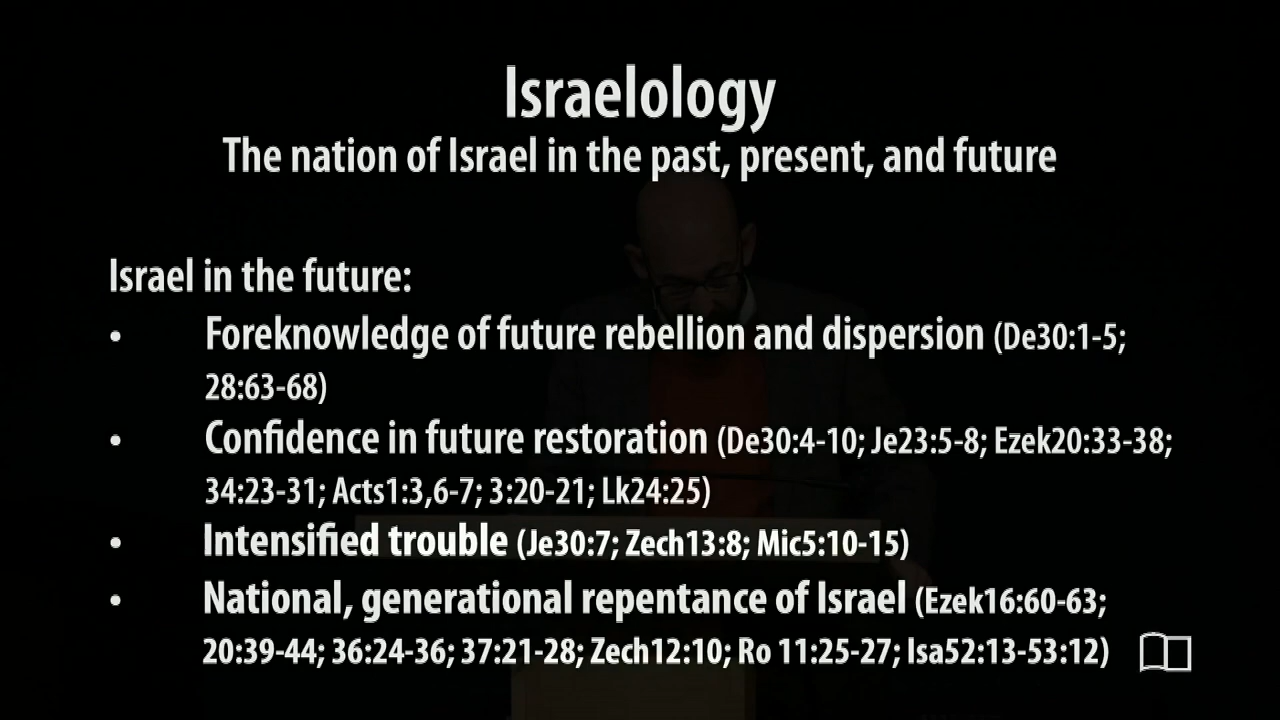 Israelology
The nation of Israel in the past, present, and future
Israel in the future:
• Foreknowledge of future rebellion and dispersion (De30:1-5;
28:63-68)
• Confidence in future restoration (De30:4-10; Je23:5-8; Ezek20:33-38;
34:23-31; Acts1:3,6-7; 3:20-21; Lk24:25)
• Intensified trouble (Je30:7; Zech13:8; Mic5:10-15)
• National, generational repentance of Israel (Ezek16:60-63;
20:39-44; 36:24-36; 37:21-28; Zech12:10; Ro 11:25-27; Isa52:13-53:12)